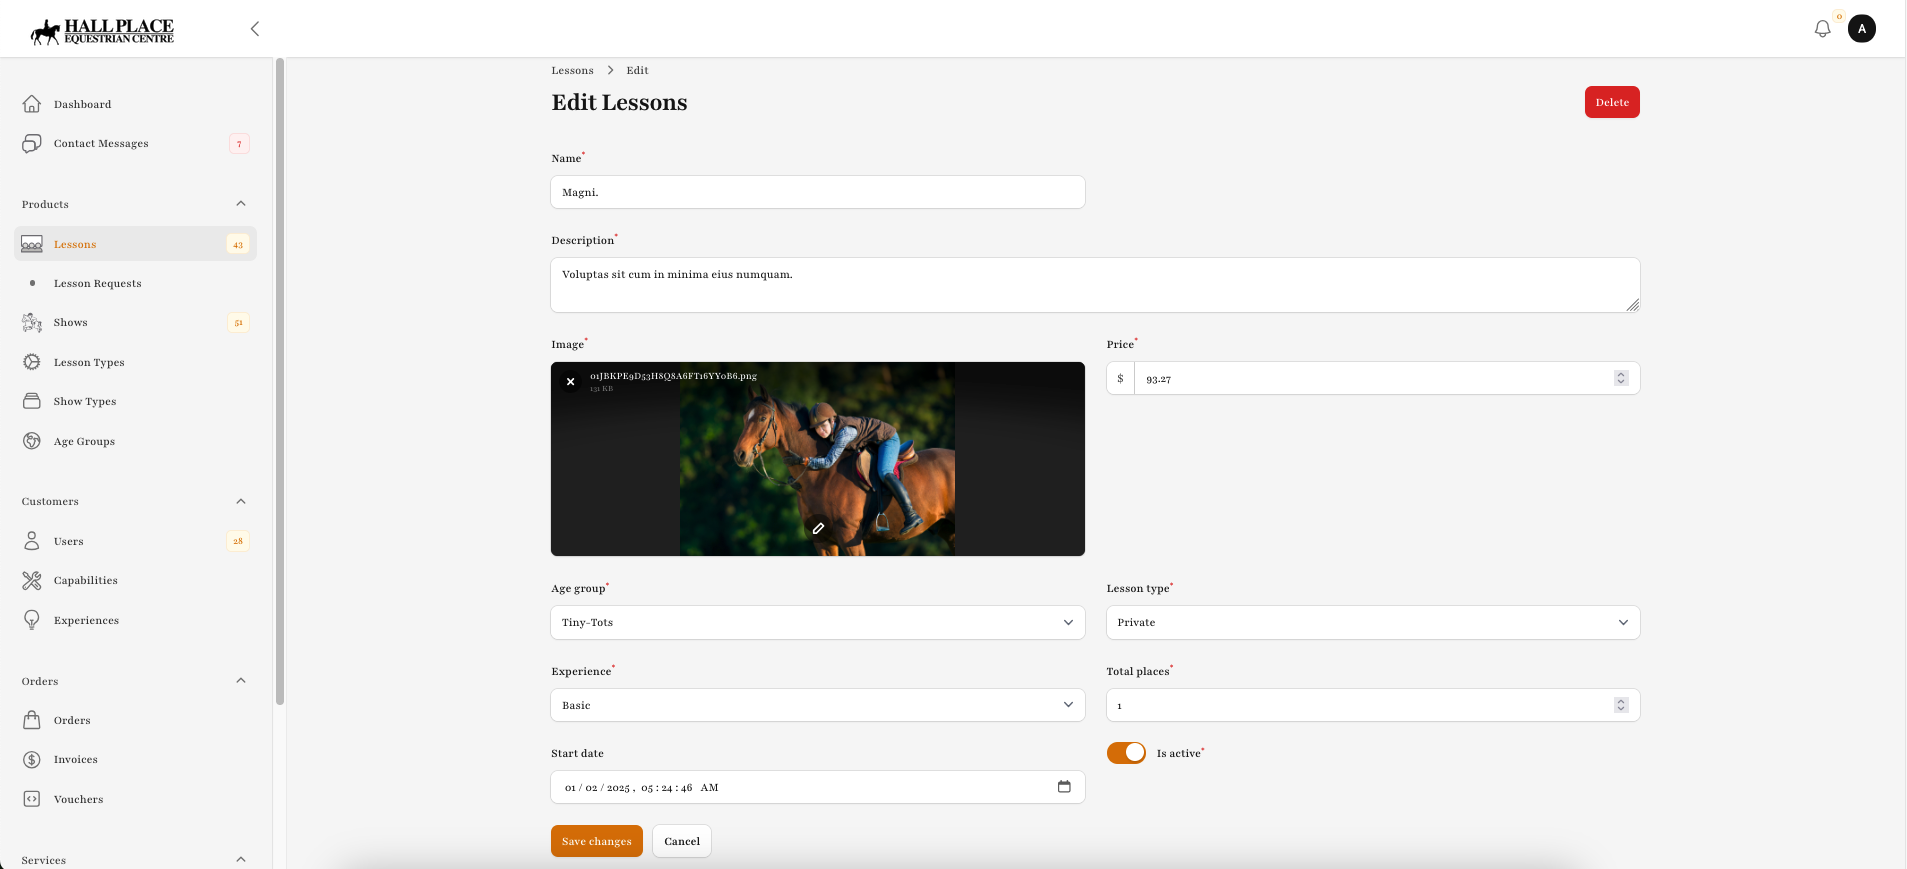 HALL PLACE
EQUESTRIAN CENTRE
0
A
Dashboard
Contact Messages 7
Products
Lessons 43
Lesson Requests
Shows 51
Lesson Types
Show Types
Age Groups
Customers
Users 28
Capabilities
Experiences
Orders
Orders
Invoices
Vouchers
Services
Lessons > Edit
Edit Lessons
Delete
Name*
Magni.
Description*
Voluptas sit cum in minima eius numquam.
Image*
01JBKPE9D53H8QSA6FT16YY0B6.png
131 KB
Price*
$ 93.27
Age group*
Tiny-Tots
Lesson type*
Private
Experience*
Basic
Total places*
1
Start date
01 / 02 / 2025 , 05 : 24 : 46 AM
Is active*
Save changes
Cancel